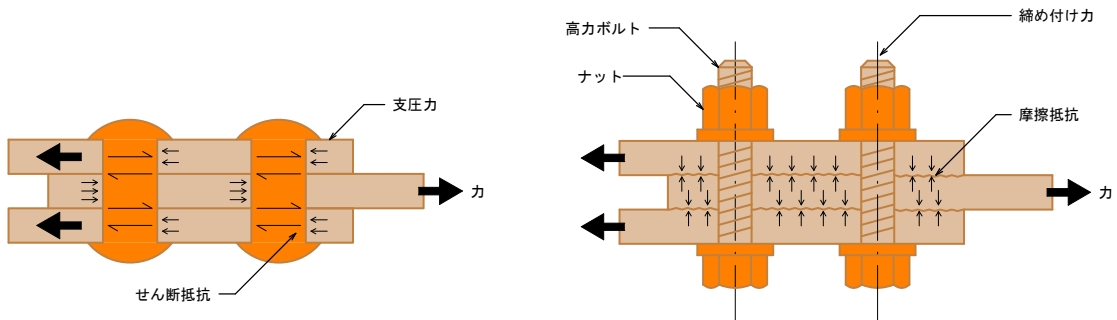 支圧力
力
せん断抵抗
高力ボルト
ナット
締め付け力
摩擦抵抗
力